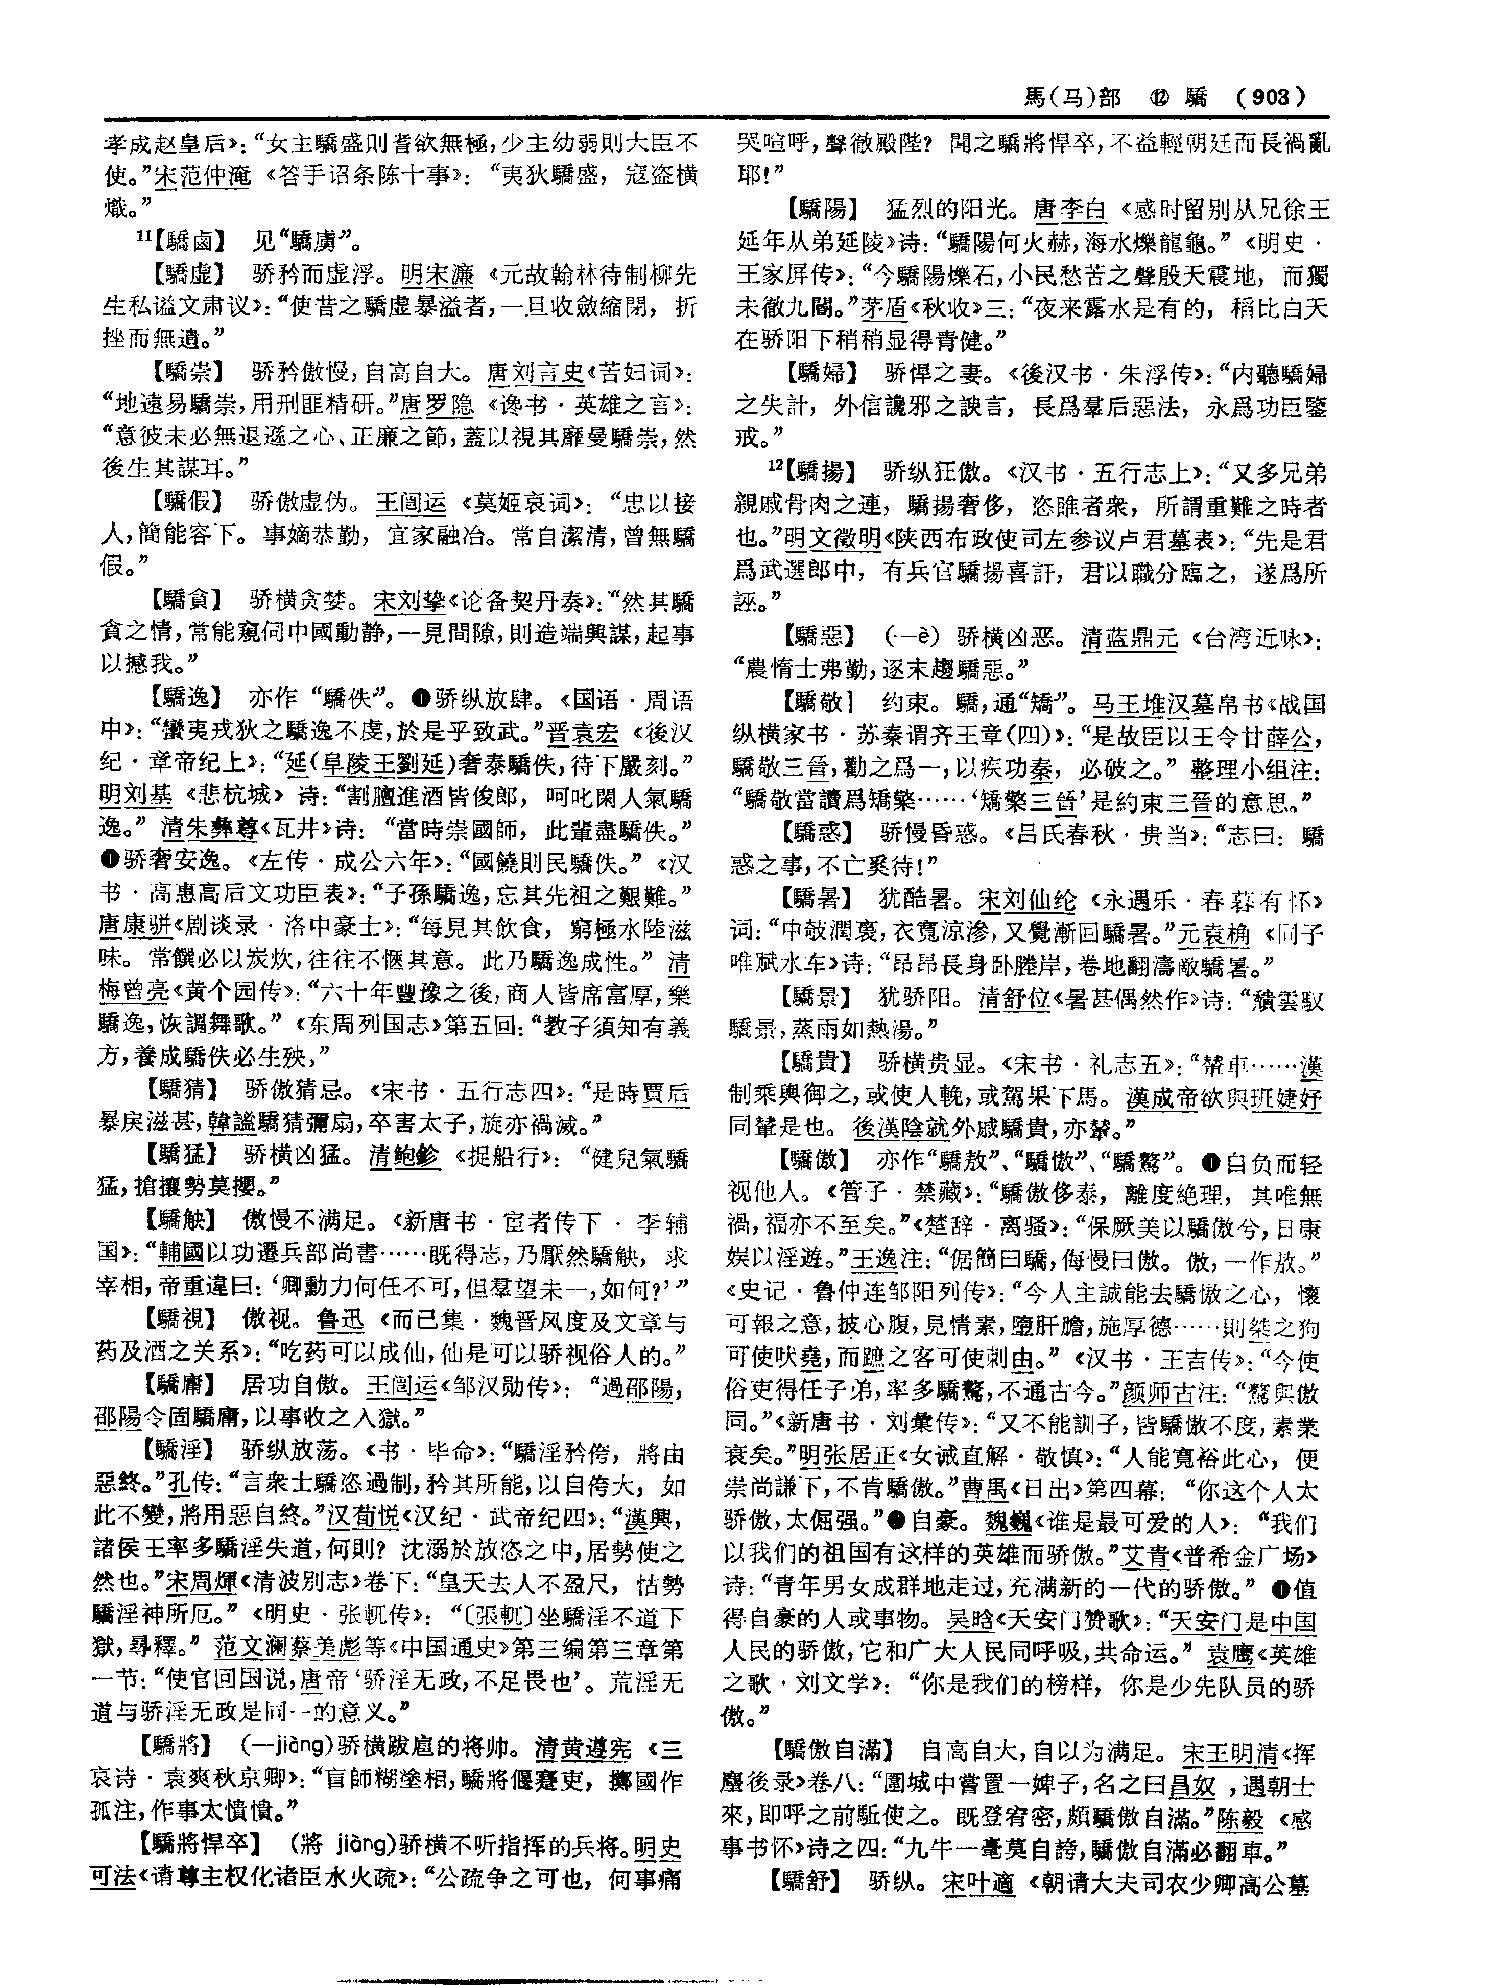 馬(马)部　⑫　驕　(903)
孝成赵皇后》：“女主驕盛则耆欲無極，少主幼弱則大臣不
使。”宋范仲淹《答手诏条陈十事》：“夷狄驕盛，寇盗橫
熾。”
11【驕鹵】　见“驕虜”。
【驕虚】　骄矜而虚浮。明宋濂《元故翰林待制柳先
生私谥文肃议》：“使昔之驕虚暴溢者，一旦收斂縮閉，折
挫而無遺。”
【驕崇】　骄矜傲慢，自高自大。唐刘言史《苦妇词》：
“地遠易驕崇，用刑匪精研。”唐罗隐《谗书·英雄之言》：
“意彼未必無退遜之心、正廉之節，蓋以視其靡曼驕崇，然
後生其謀耳。”
【驕假】　骄傲虚伪。王闿运《莫姬哀词》：“忠以接
人，簡能容下。事嫡恭勤，宜家融冶。常自潔清，曾無驕
假。”
【驕貪】　骄横贪婪。宋刘挚《论备契丹奏》：“然其驕
貪之情，常能窺伺中國動静，一見間隙，則造端興謀，起事
以撼我。”
【驕逸】　亦作“驕佚”。❶骄纵放肆。《国语·周语
中》：“蠻夷戎狄之驕逸不虔，於是乎致武。”晋袁宏《後汉
纪·章帝纪上》：“延(阜陵王劉延)奢泰驕佚，待下嚴刻。”
明刘基《悲杭城》诗：“割膻進酒皆俊郎，呵叱閑人氣驕
逸。”清朱彝尊《瓦井》诗：“當時崇國師，此輩盡驕佚。”
❶骄奢安逸。《左传·成公六年》：“國饒則民驕佚。”《汉
书·高惠高后文功臣表》：“子孫驕逸，忘其先祖之艱難。”
唐康骈《剧谈录·洛中豪士》：“每見其飲食，窮極水陸滋
味。常饌必以炭炊，往往不愜其意。此乃驕逸成性。”清
梅曾亮《黄个园传》：“六十年豐豫之後，商人皆席富厚，樂
驕逸，恢調舞歌。”《东周列国志》第五回：“教子須知有義
方，養成驕佚必生殃，”
【驕猜】　骄傲猜忌。《宋书·五行志四》：“是時賈后
暴戾滋甚，韓謐驕猜彌扇，卒害太子，旋亦禍滅。”
【驕猛】　骄横凶猛。清鲍鉁《捉船行》：“健兒氣驕
猛，搶攘勢莫攖。”
【驕觖】　傲慢不满足。《新唐书·宦者传下·李辅
国》：“輔國以功遷兵部尚書……既得志，乃厭然驕觖，求
宰相，帝重違曰：‘卿勳力何任不可，但羣望未一，如何？’”
【驕視】　傲视。鲁迅《而已集·魏晋风度及文章与
药及酒之关系》：“吃药可以成仙，仙是可以骄视俗人的。”
【驕庸】　居功自傲。王闿运《邹汉勋传》：“過邵陽，
邵陽令固驕庸，以事收之入獄。”
【驕淫】　骄纵放荡。《书·毕命》：“驕淫矜侉，將由
惡終。”孔传：“言衆士驕恣過制，矜其所能，以自侉大，如
此不變，將用惡自終。”汉荀悦《汉纪·武帝纪四》：“漢興，
諸侯王率多驕淫失道，何則？沈溺於放恣之中，居勢使之
然也。”宋周煇《清波别志》卷下：“皇天去人不盈尺，怙勢
驕淫神所厄。”《明史·张軏传》：“〔張軏〕坐驕淫不道下
獄，尋釋。”范文澜蔡美彪等《中国通史》第三编第三章第
一节：“使官回国说，唐帝‘骄淫无政，不足畏也’。荒淫无
道与骄淫无政是同一的意义。”
【驕將】　(—jiàng)骄横跋扈的将帅。清黄遵宪《三
哀诗·袁爽秋京卿》：“盲師糊塗相，驕將偃蹇吏，擲國作
孤注，作事太憒憒。”
【驕將悍卒】　(將 jiàng)骄横不听指挥的兵将。明史
可法《请尊主权化诸臣水火疏》：“公疏争之可也，何事痛
哭喧呼，聲徹殿陛？聞之驕將悍卒，不益輕朝廷而長禍亂
耶！”
【驕陽】　猛烈的阳光。唐李白《感时留别从兄徐王
延年从弟延陵》诗：“驕陽何火赫，海水爍龍龜。”《明史·
王家屏传》：“今驕陽爍石，小民愁苦之聲殷天震地，而獨
未徹九閽。”茅盾《秋收》三：“夜来露水是有的，稻比白天
在骄阳下稍稍显得青健。”
【驕婦】　骄悍之妻。《後汉书·朱浮传》：“内聽驕婦
之失計，外信讒邪之諛言，長爲羣后惡法，永爲功臣鑒
戒。”
12【驕揚】　骄纵狂傲。《汉书·五行志上》：“又多兄弟
親戚骨肉之連，驕揚奢侈，恣睢者衆，所謂重難之時者
也。”明文徵明《陕西布政使司左参议卢君墓表》：“先是君
爲武選郎中，有兵官驕揚喜訐，君以職分臨之，遂爲所
誣。”
【驕惡】　(—è)骄横凶恶。清蓝鼎元《台湾近咏》：
“農惰士弗勤，逐末趨驕惡。”
【驕敬】　约束。驕，通“矯”。马王堆汉墓帛书《战国
纵横家书·苏秦谓齐王章(四)》：“是故臣以王令甘薛公，
驕敬三晉，勸之爲一，以疾功秦，必破之。”整理小组注：
“驕敬當讀爲矯檠……‘矯檠三晉’是約束三晉的意思。”
【驕惑】　骄慢昏惑。《吕氏春秋·贵当》：“志曰：驕
惑之事，不亡奚待！”
【驕暑】　犹酷暑。宋刘仙纶《永遇乐·春暮有怀》
词：“中敧潤裛，衣寬涼滲，又覺漸回驕暑。”元袁桷《同子
唯赋水车》诗：“昂昂長身卧塍岸，卷地翻濤敵驕暑。”
【驕景】　犹骄阳。清舒位《暑甚偶然作》诗：“積雲馭
驕景，蒸雨如熱湯。”
【驕貴】　骄横贵显。《宋书·礼志五》：“輦車……漢
制乘輿御之，或使人輓，或駕果下馬。漢成帝欲與班婕妤
同輦是也。後漢陰就外戚驕貴，亦輦。”
【驕傲】　亦作“驕敖”、“驕慠”、“驕驁”。❶自负而轻
视他人。《管子·禁藏》：“驕傲侈泰，離度絶理，其唯無
禍，福亦不至矣。”《楚辞·离骚》：“保厥美以驕傲兮，日康
娱以淫遊。”王逸注：“倨簡曰驕，侮慢曰傲。傲，一作敖。”
《史记·鲁仲连邹阳列传》：“今人主誠能去驕慠之心，懷
可報之意，披心腹，見情素，墮肝膽，施厚德……則桀之狗
可使吠堯，而蹠之客可使刺由。”《汉书·王吉传》：“今使
俗吏得任子弟，率多驕驁，不通古今。”颜师古注：“驁與傲
同。”《新唐书·刘彙传》：“又不能訓子，皆驕慠不度，素業
衰矣。”明张居正《女诫直解·敬慎》：“人能寬裕此心，便
崇尚謙下，不肯驕傲。”曹禺《日出》第四幕：“你这个人太
骄傲，太倔强。”❷自豪。魏巍《谁是最可爱的人》：“我们
以我们的祖国有这样的英雄而骄傲。”艾青《普希金广场》
诗：“青年男女成群地走过，充满新的一代的骄傲。”❶值
得自豪的人或事物。吴晗《天安门赞歌》：“天安门是中国
人民的骄傲，它和广大人民同呼吸，共命运。”袁鹰《英雄
之歌·刘文学》：“你是我们的榜样，你是少先队员的骄
傲。”
【驕傲自滿】　自高自大，自以为满足。宋王明清《挥
麈後录》卷八：“圍城中嘗置一婢子，名之曰昌奴，遇朝士
來，即呼之前駈使之。既登宥密，頗驕傲自滿。”陈毅《感
事书怀》诗之四：“九牛一毫莫自誇，驕傲自滿必翻車。”
【驕舒】　骄纵。宋叶適《朝请大夫司农少卿高公墓